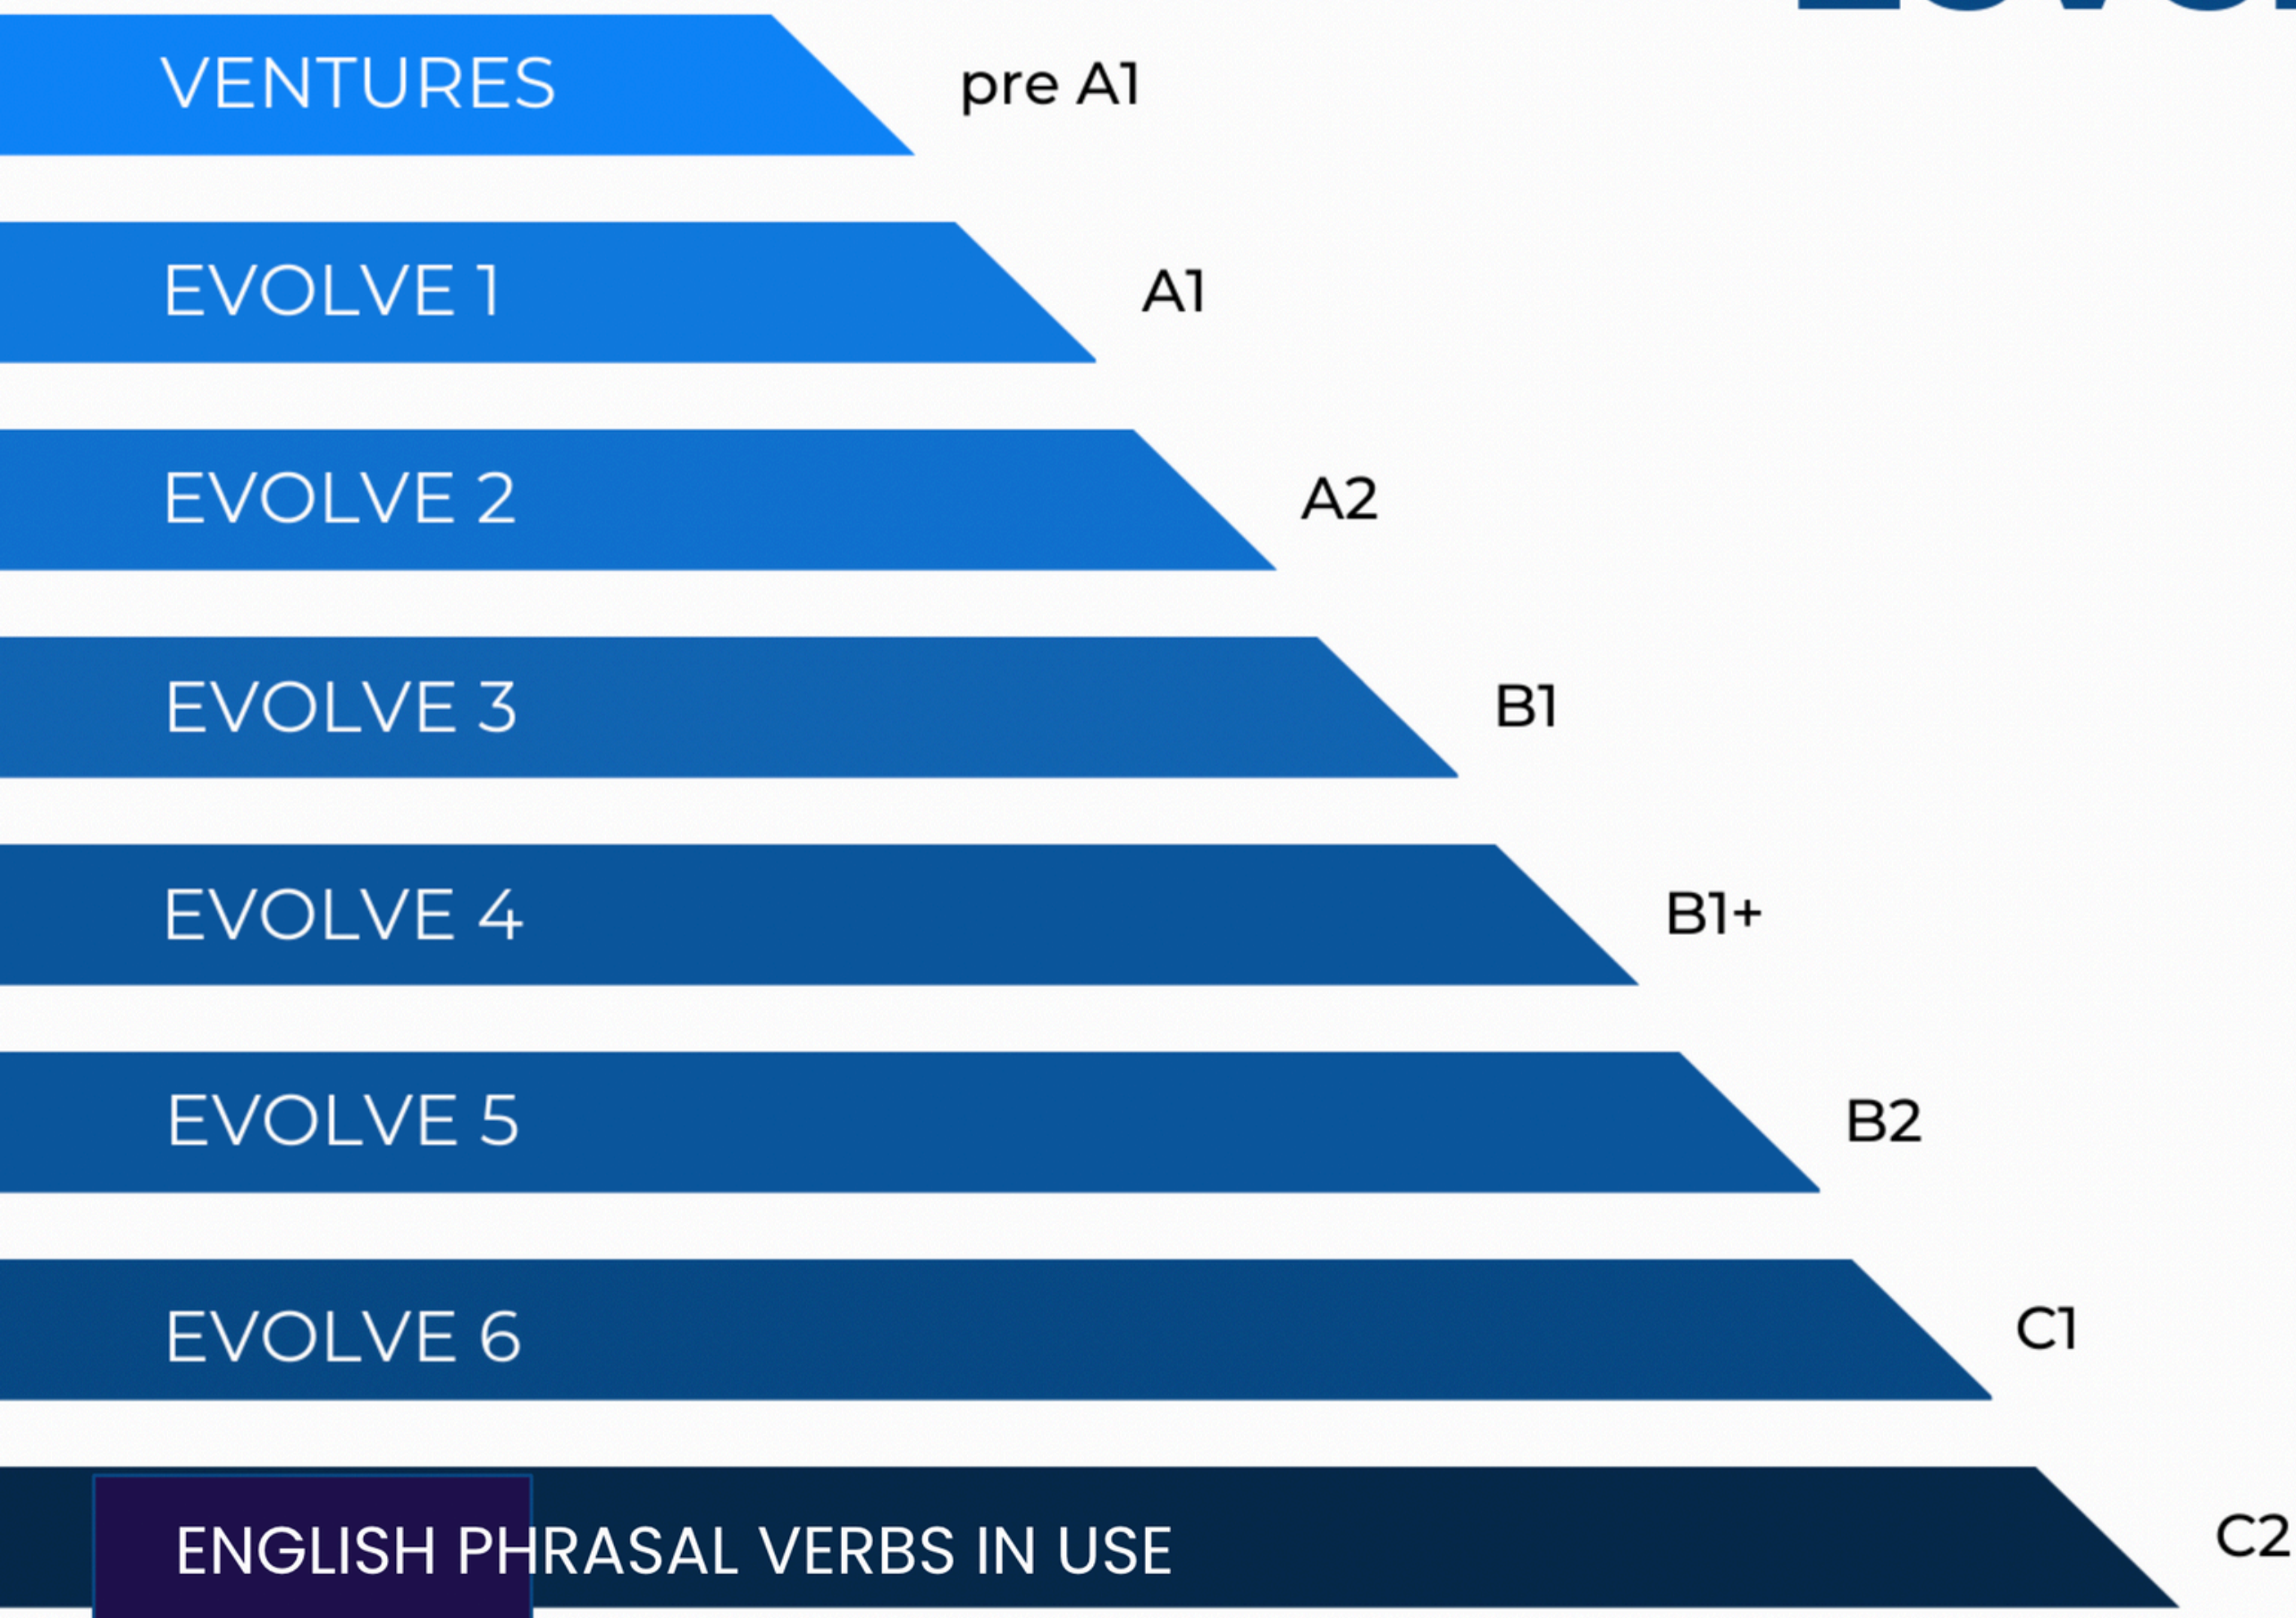 VENTURES
pre A1
EVOLVE 1
A1
EVOLVE 2
A2
EVOLVE 3
B1
EVOLVE 4
B1+
EVOLVE 5
B2
EVOLVE 6
C1
ENGLISH PHRASAL VERBS IN USE
C2